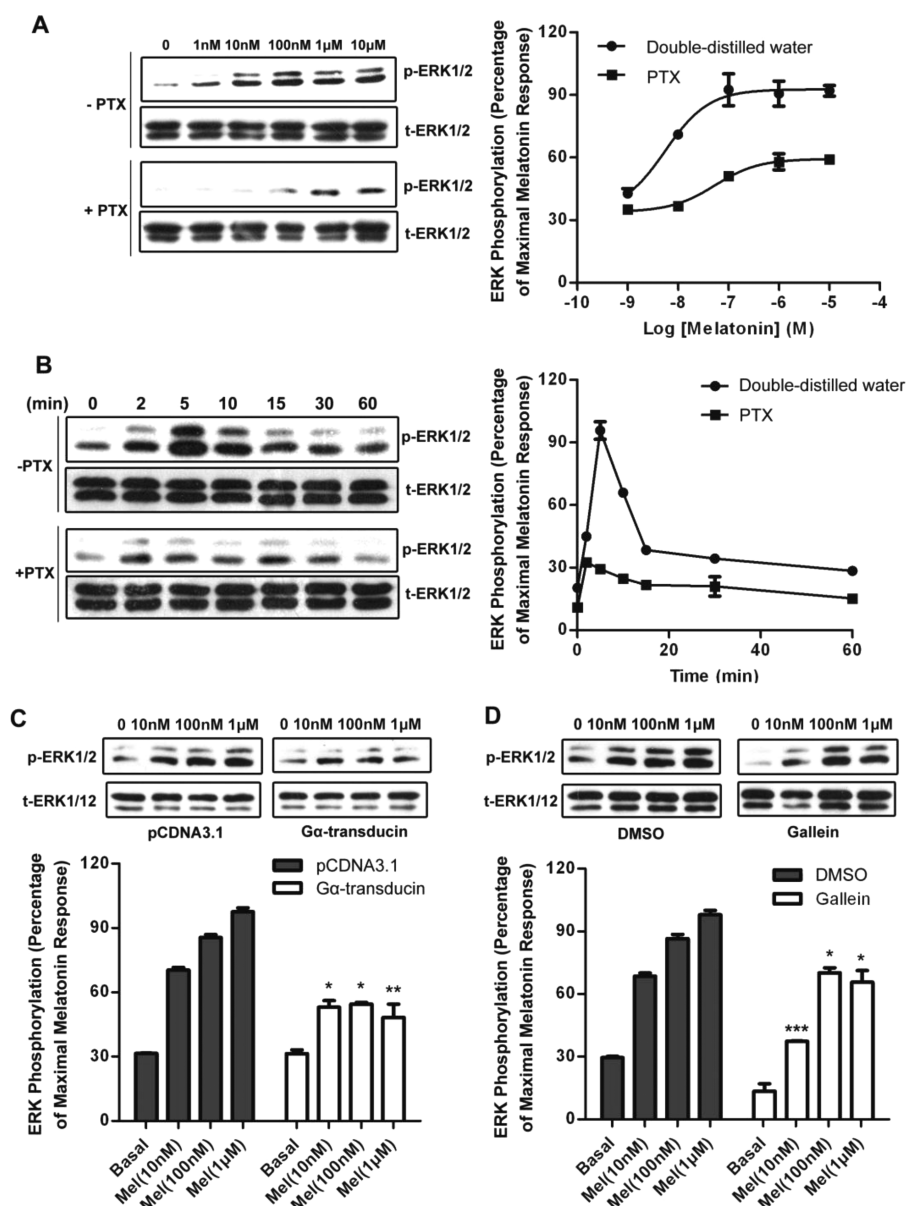 A
0 1nM 10nM 100nM 1μM 10μM
p-ERK1/2
- PTX
t-ERK1/2
p-ERK1/2
+ PTX
t-ERK1/2
ERK Phosphorylation (Percentage
of Maximal Melatonin Response)
120
90
60
30
0
Double-distilled water
PTX
-10 -9 -8 -7 -6 -5 -4
Log [Melatonin] (M)
B
(min) 0 2 5 10 15 30 60
p-ERK1/2
-PTX
t-ERK1/2
p-ERK1/2
+PTX
t-ERK1/2
ERK Phosphorylation (Percentage
of Maximal Melatonin Response)
120
90
60
30
0
Double-distilled water
PTX
0 20 40 60
Time (min)
C
0 10nM 100nM 1μM 0 10nM 100nM 1μM
p-ERK1/2
t-ERK1/12
pCDNA3.1 Gα-transducin
ERK Phosphorylation (Percentage
of Maximal Melatonin Response)
120
90
60
30
0
pCDNA3.1
Gα-transducin
* * **
Basal Mel(10nM) Mel(100nM) Mel(1μM) Basal Mel(10nM) Mel(100nM) Mel(1μM)
D
0 10nM 100nM 1μM 0 10nM 100nM 1μM
p-ERK1/2
t-ERK1/12
DMSO Gallein
ERK Phosphorylation (Percentage
of Maximal Melatonin Response)
120
90
60
30
0
DMSO
Gallein
*** * *
Basal Mel(10nM) Mel(100nM) Mel(1μM) Basal Mel(10nM) Mel(100nM) Mel(1μM)